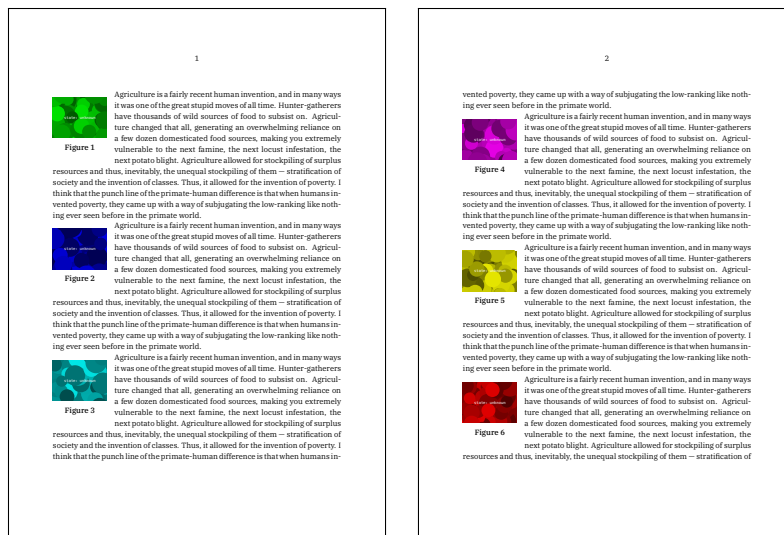 1
Agriculture is a fairly recent human invention, and in many ways
it was one of the great stupid moves of all time. Hunter-gatherers
have thousands of wild sources of food to subsist on. Agricul-
ture changed that all, generating an overwhelming reliance on
a few dozen domesticated food sources, making you extremely
vulnerable to the next famine, the next locust infestation, the
next potato blight. Agriculture allowed for stockpiling of surplus
resources and thus, inevitably, the unequal stockpiling of them — stratification of
society and the invention of classes. Thus, it allowed for the invention of poverty. I
think that the punch line of the primate-human difference is that when humans in-
vented poverty, they came up with a way of subjugating the low-ranking like noth-
ing ever seen before in the primate world.
state: unknown
Figure 1
Agriculture is a fairly recent human invention, and in many ways
it was one of the great stupid moves of all time. Hunter-gatherers
have thousands of wild sources of food to subsist on. Agricul-
ture changed that all, generating an overwhelming reliance on
a few dozen domesticated food sources, making you extremely
vulnerable to the next famine, the next locust infestation, the
next potato blight. Agriculture allowed for stockpiling of surplus
resources and thus, inevitably, the unequal stockpiling of them — stratification of
society and the invention of classes. Thus, it allowed for the invention of poverty. I
think that the punch line of the primate-human difference is that when humans in-
vented poverty, they came up with a way of subjugating the low-ranking like noth-
ing ever seen before in the primate world.
state: unknown
Figure 2
Agriculture is a fairly recent human invention, and in many ways
it was one of the great stupid moves of all time. Hunter-gatherers
have thousands of wild sources of food to subsist on. Agricul-
ture changed that all, generating an overwhelming reliance on
a few dozen domesticated food sources, making you extremely
vulnerable to the next famine, the next locust infestation, the
next potato blight. Agriculture allowed for stockpiling of surplus
resources and thus, inevitably, the unequal stockpiling of them — stratification of
society and the invention of classes. Thus, it allowed for the invention of poverty. I
think that the punch line of the primate-human difference is that when humans in-
state: unknown
Figure 3
2
vented poverty, they came up with a way of subjugating the low-ranking like noth-
ing ever seen before in the primate world.
Agriculture is a fairly recent human invention, and in many ways
it was one of the great stupid moves of all time. Hunter-gatherers
have thousands of wild sources of food to subsist on. Agricul-
ture changed that all, generating an overwhelming reliance on
a few dozen domesticated food sources, making you extremely
vulnerable to the next famine, the next locust infestation, the
next potato blight. Agriculture allowed for stockpiling of surplus
resources and thus, inevitably, the unequal stockpiling of them — stratification of
society and the invention of classes. Thus, it allowed for the invention of poverty. I
think that the punch line of the primate-human difference is that when humans in-
vented poverty, they came up with a way of subjugating the low-ranking like noth-
ing ever seen before in the primate world.
state: unknown
Figure 4
Agriculture is a fairly recent human invention, and in many ways
it was one of the great stupid moves of all time. Hunter-gatherers
have thousands of wild sources of food to subsist on. Agricul-
ture changed that all, generating an overwhelming reliance on
a few dozen domesticated food sources, making you extremely
vulnerable to the next famine, the next locust infestation, the
next potato blight. Agriculture allowed for stockpiling of surplus
resources and thus, inevitably, the unequal stockpiling of them — stratification of
society and the invention of classes. Thus, it allowed for the invention of poverty. I
think that the punch line of the primate-human difference is that when humans in-
vented poverty, they came up with a way of subjugating the low-ranking like noth-
ing ever seen before in the primate world.
state: unknown
Figure 5
Agriculture is a fairly recent human invention, and in many ways
it was one of the great stupid moves of all time. Hunter-gatherers
have thousands of wild sources of food to subsist on. Agricul-
ture changed that all, generating an overwhelming reliance on
a few dozen domesticated food sources, making you extremely
vulnerable to the next famine, the next locust infestation, the
next potato blight. Agriculture allowed for stockpiling of surplus
resources and thus, inevitably, the unequal stockpiling of them — stratification of
state: unknown
Figure 6